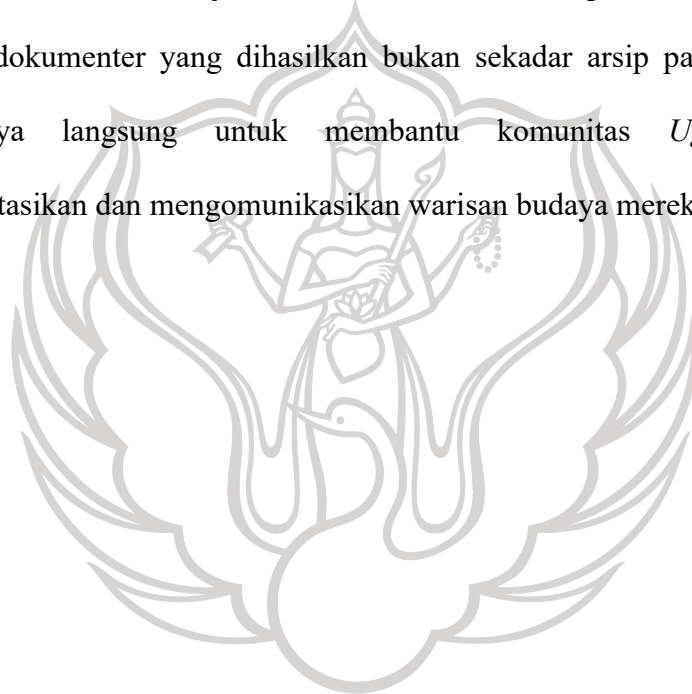 dokumenter yang dihasilkan bukan sekadar arsip pa
ya langsung untuk membantu komunitas
tasikan dan mengomunikasikan warisan budaya merek